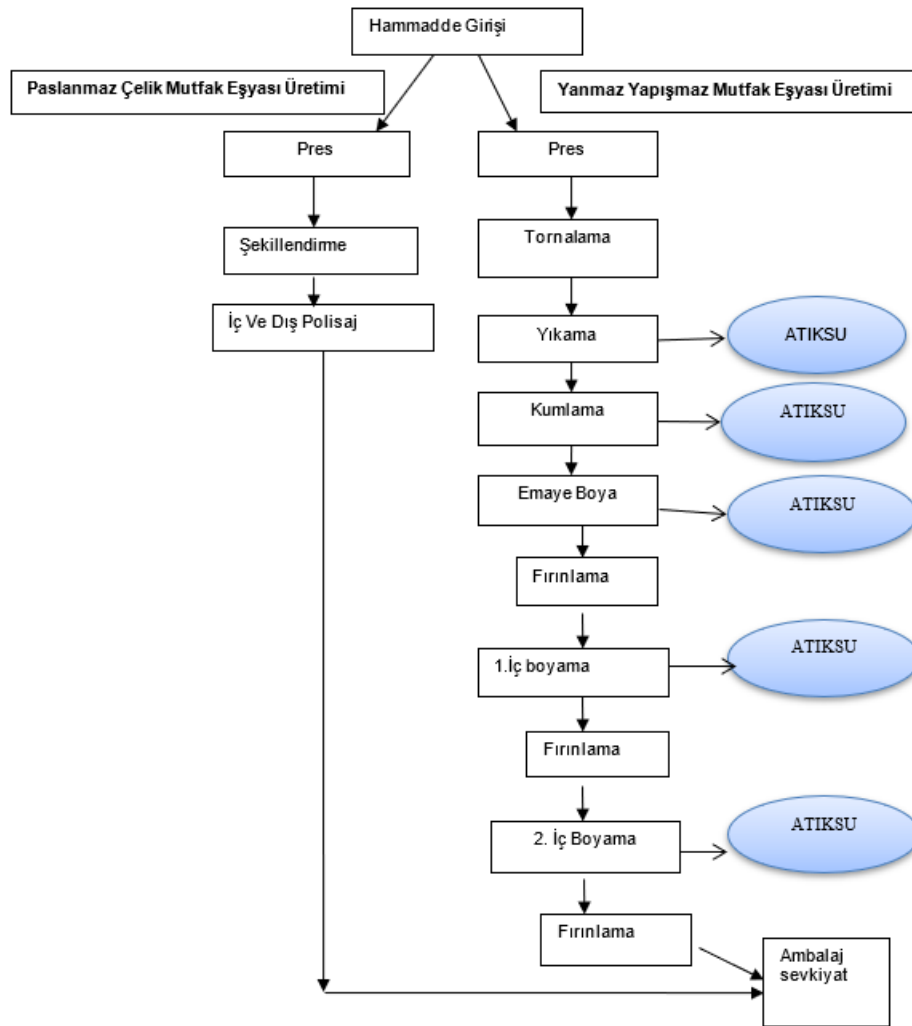 Hammadde Girişi
Paslanmaz Çelik Mutfak Eşyası Üretimi
Yanmaz Yapışmaz Mutfak Eşyası Üretimi
Pres
Pres
Şekillendirme
Tornalama
İç Ve Dış Polisaj
Yıkama
ATIKSU
Kumlama
ATIKSU
Emaye Boya
ATIKSU
Fırınlama
1.İç boyama
ATIKSU
Fırınlama
2. İç Boyama
ATIKSU
Fırınlama
Ambalaj
sevkiyat